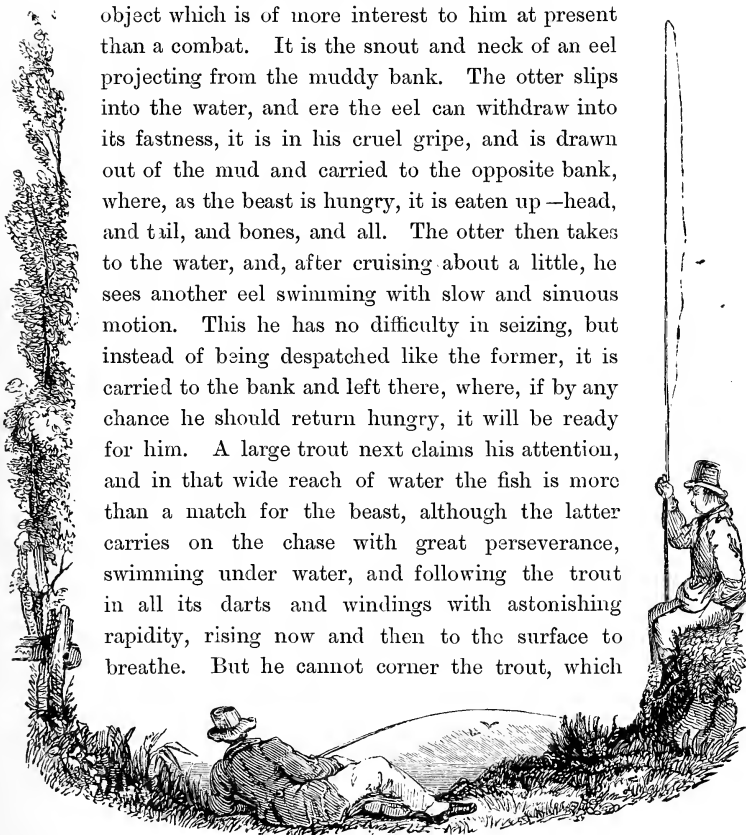 object which is of more interest to him at present
than a combat. It is the snout and neck of an eel
projecting from the muddy bank. The otter slips
into the water, and ere the eel can withdraw into
its fastness, it is in his cruel gripe, and is drawn
out of the mud and carried to the opposite bank,
where, as the beast is hungry, it is eaten up—head,
and tail, and bones, and all. The otter then takes
to the water, and, after cruising about a little, he
sees another eel swimming with slow and sinuous
motion. This he has no difficulty in seizing, but
instead of being despatched like the former, it is
carried to the bank and left there, where, if by any
chance he should return hungry, it will be ready
for him. A large trout next claims his attention,
and in that wide reach of water the fish is more
than a match for the beast, although the latter
carries on the chase with great perseverance,
swimming under water, and following the trout
in all its darts and windings with astonishing
rapidity, rising now and then to the surface to
breathe. But he cannot corner the trout, which